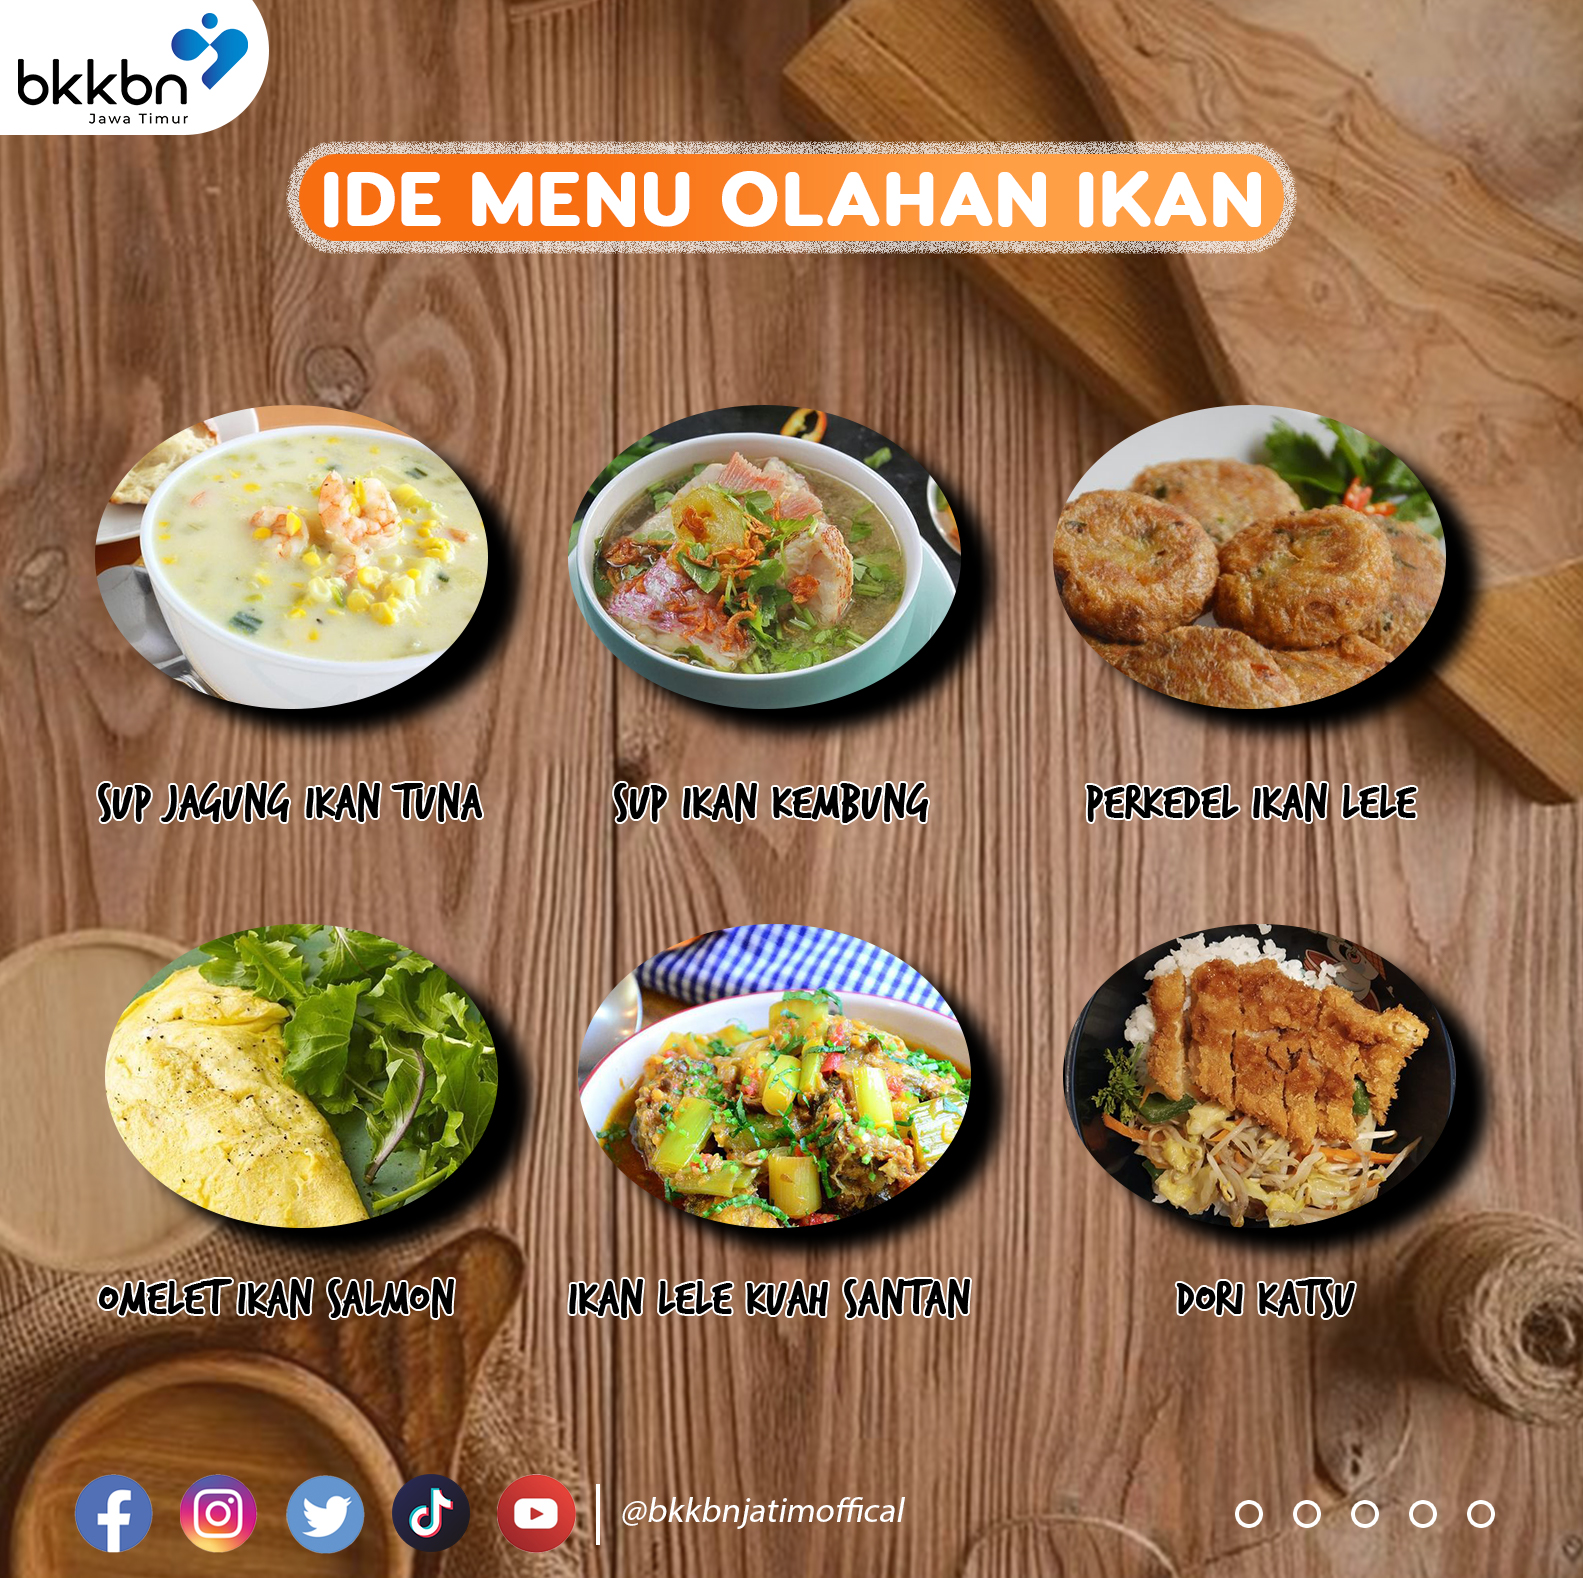 bkkbn
Jawa Timur
IDE MENU OLAHAN IKAN
SUP JAGUNG IKAN TUNA
SUP IKAN KEMBUNG
PERKEDEL IKAN LELE
OMELET IKAN SALMON
IKAN LELE KUAH SANTAN
DORI KATSU
@bkkbnjatimoffical